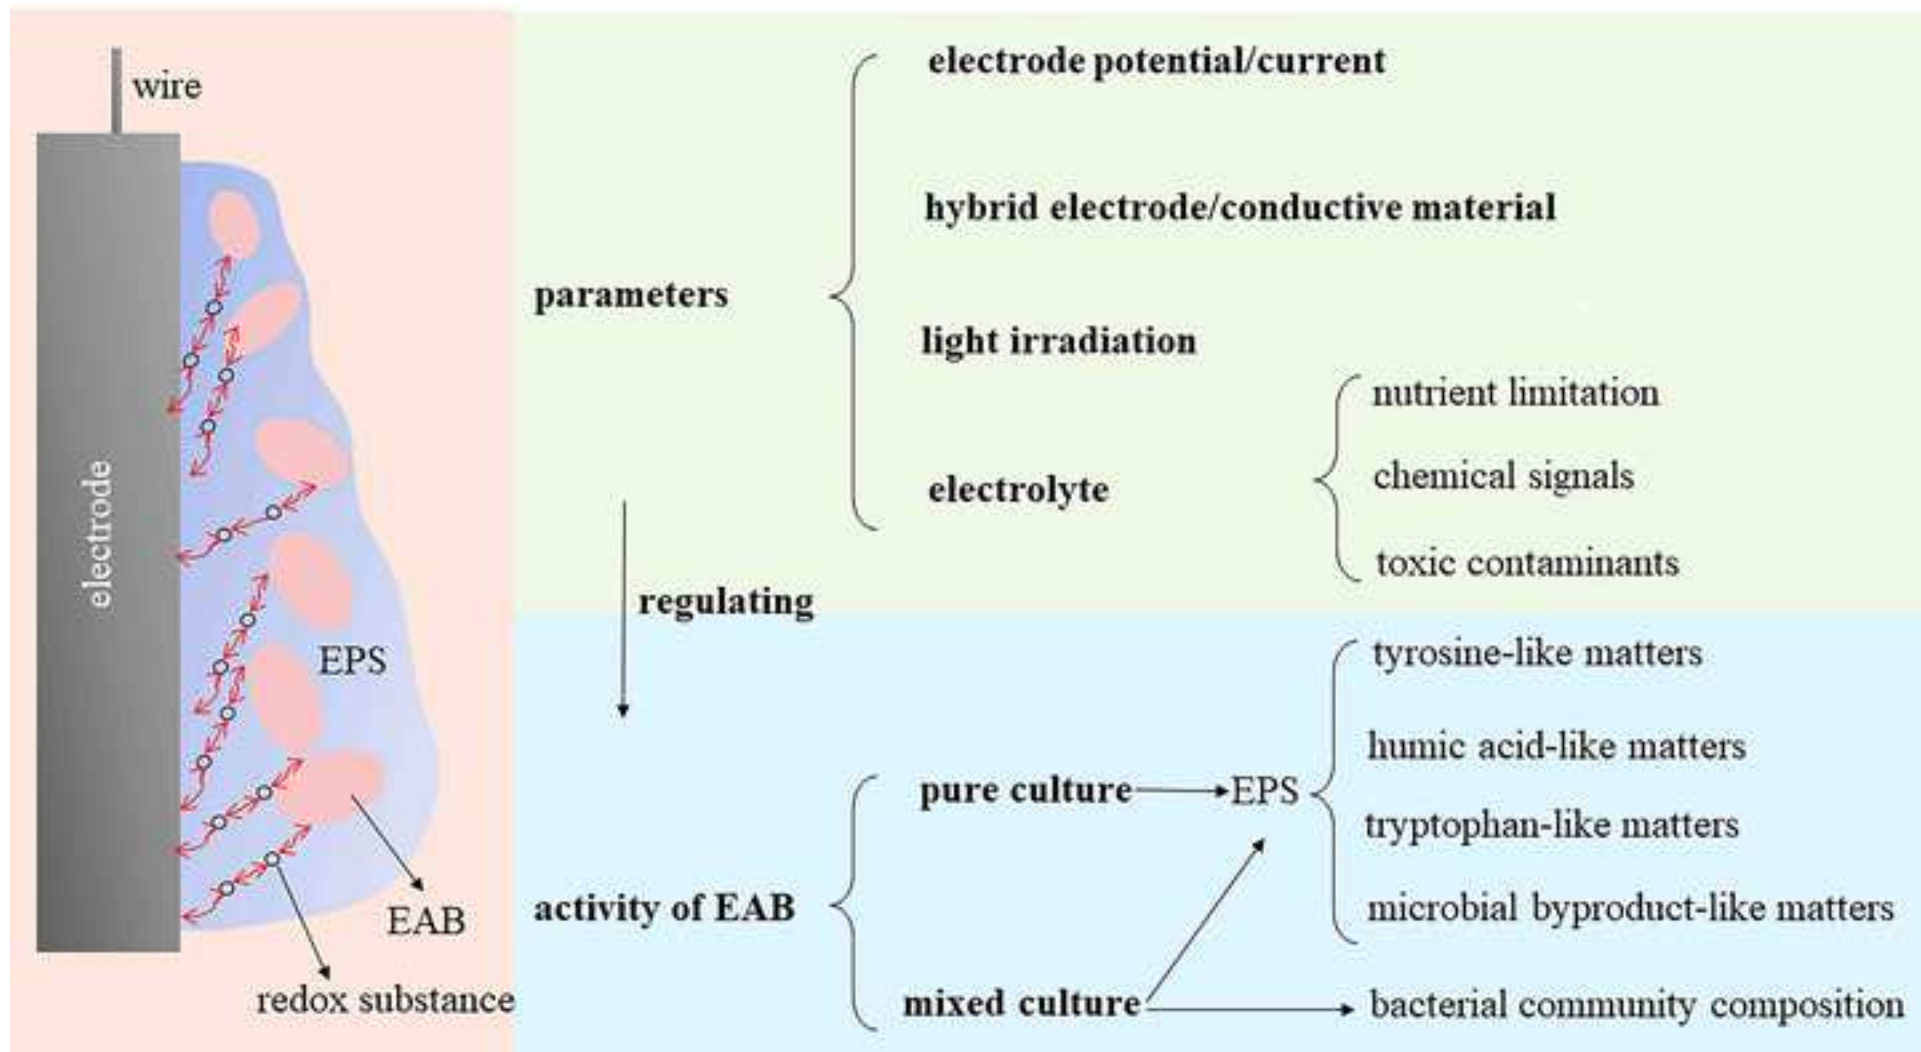 wire
electrode
EPS
EAB
redox substance
parameters
electrode potential/current
hybrid electrode/conductive material
light irradiation
electrolyte
nutrient limitation
chemical signals
toxic contaminants
regulating
activity of EAB
pure culture
EPS
tyrosine-like matters
humic acid-like matters
tryptophan-like matters
microbial byproduct-like matters
mixed culture
bacterial community composition